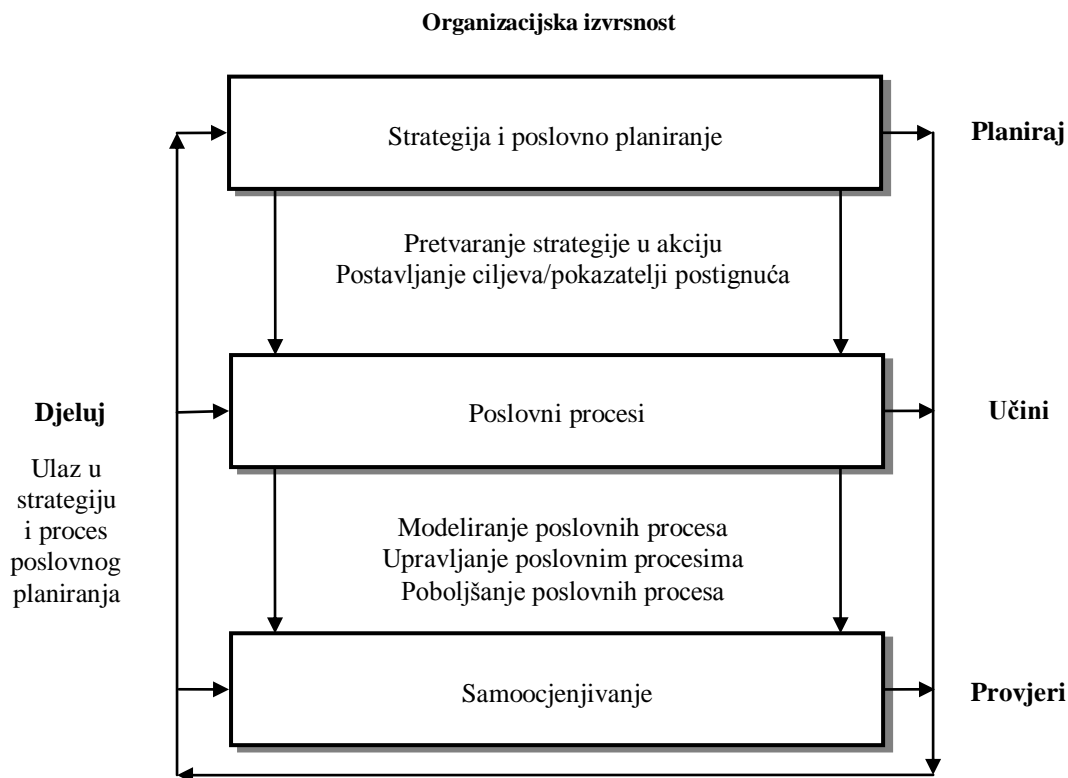 Organizacijska izvrsnost
Strategija i poslovno planiranje
Planiraj
Pretvaranje strategije u akciju
Postavljanje ciljeva/pokazatelji postignuća
Djeluj
Ulaz u
strategiju
i proces
poslovnog
planiranja
Poslovni procesi
Učini
Modeliranje poslovnih procesa
Upravljanje poslovnim procesima
Poboljšanje poslovnih procesa
Samoocjenjivanje
Provjeri